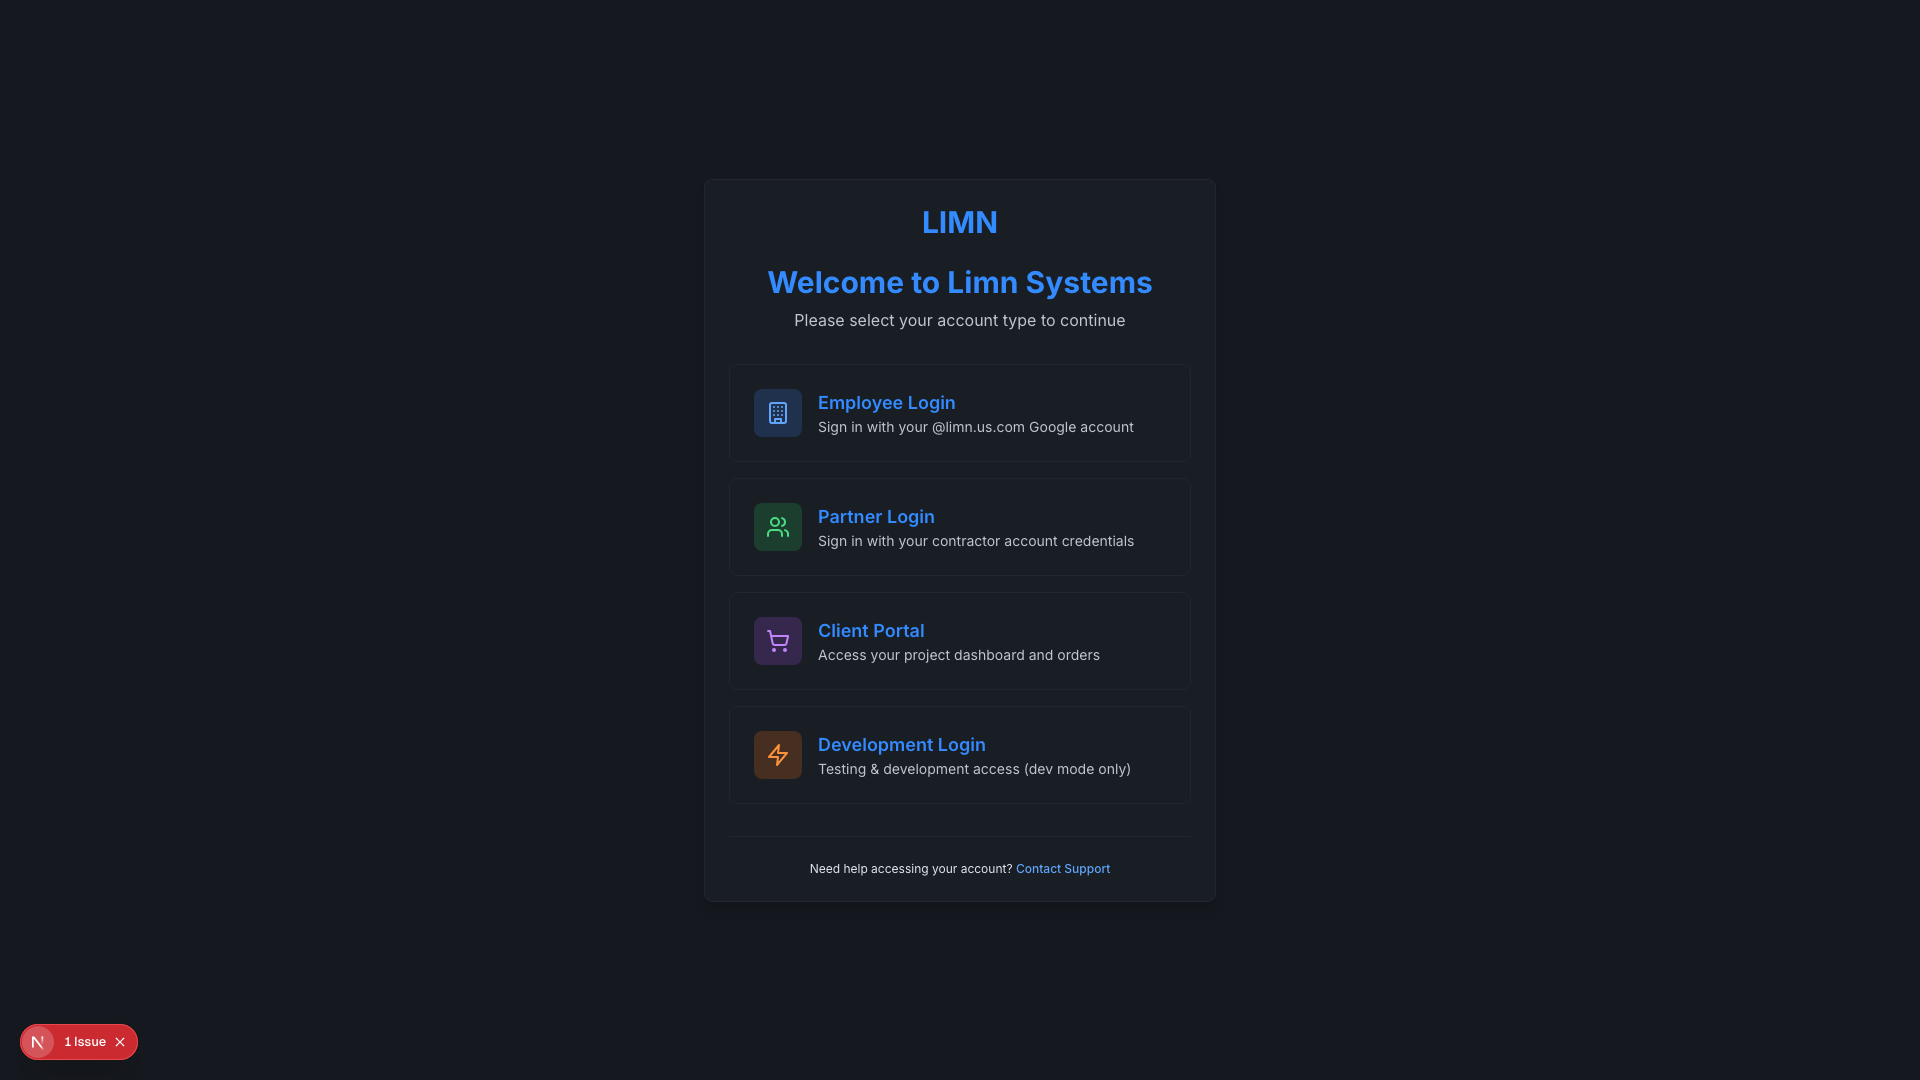 LIMN
Welcome to Limn Systems
Please select your account type to continue
Employee Login
Sign in with your @limn.us.com Google account
Partner Login
Sign in with your contractor account credentials
Client Portal
Access your project dashboard and orders
Development Login
Testing & development access (dev mode only)
Need help accessing your account? Contact Support
N 1 Issue